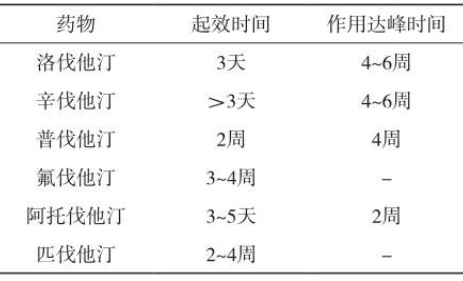 药物 起效时间 作用达峰时间
洛伐他汀 3天 4~6周
辛伐他汀 >3天 4~6周
普伐他汀 2周 4周
氟伐他汀 3~4周 –
阿托伐他汀 3~5天 2周
匹伐他汀 2~4周 –